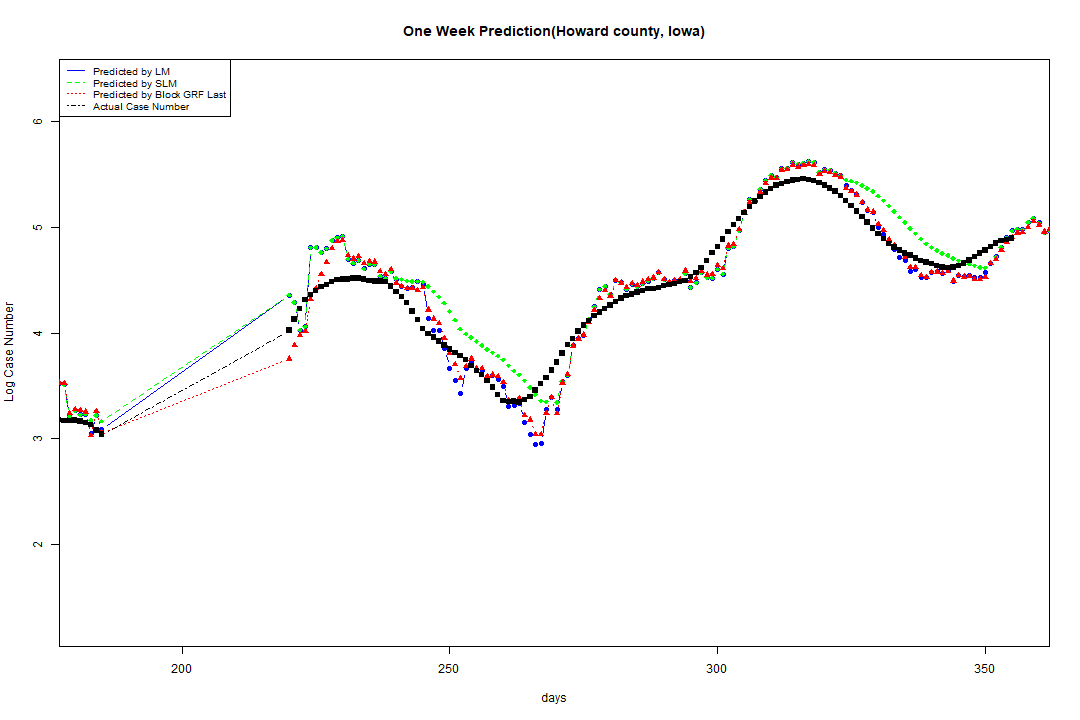 One Week Prediction(Howard county, Iowa)
Predicted by LM
Predicted by SLM
Predicted by Block GRF Last
Actual Case Number
Log Case Number
6
5
4
3
2
200 250 300 350
days